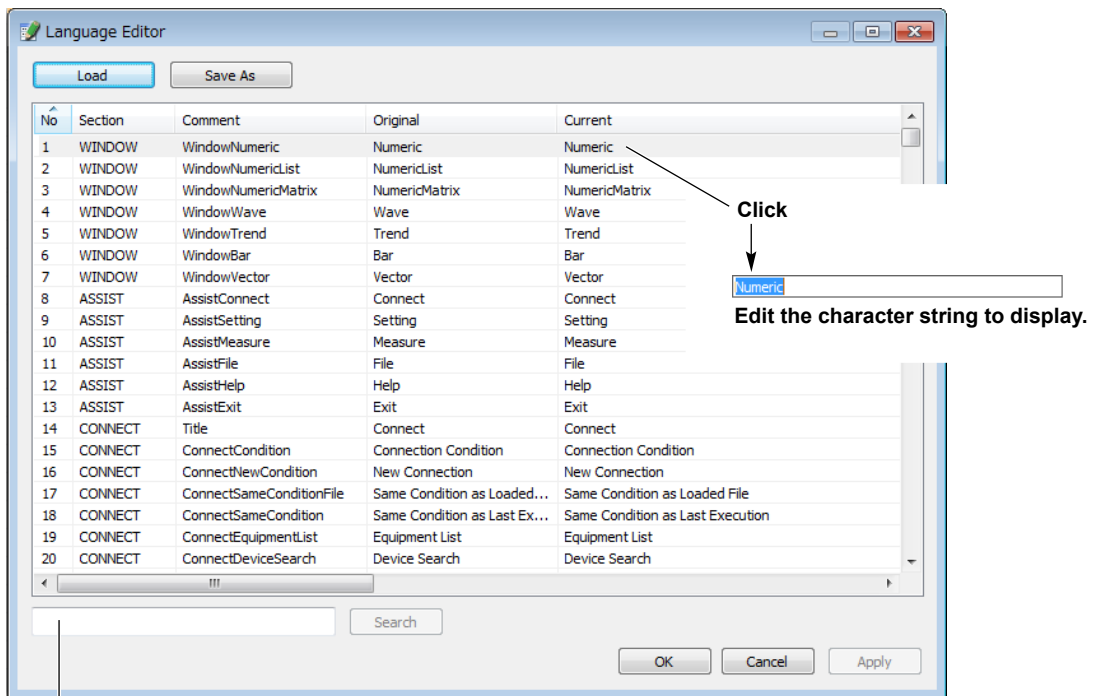 Language Editor
Load Save As
No Section Comment Original Current
1 WINDOW WindowNumeric Numeric Numeric
2 WINDOW WindowNumericList NumericList NumericList
3 WINDOW WindowNumericMatrix NumericMatrix NumericMatrix
4 WINDOW WindowWave Wave Wave
Click
5 WINDOW WindowTrend Trend Trend
6 WINDOW WindowBar Bar Bar
7 WINDOW WindowVector Vector Vector
Numeric
8 ASSIST AssistConnect Connect Connect
9 ASSIST AssistSetting Setting Setting
Edit the character string to display.
10 ASSIST AssistMeasure Measure Measure
11 ASSIST AssistFile File File
12 ASSIST AssistHelp Help Help
13 ASSIST AssistExit Exit Exit
14 CONNECT Title Connect Connect
15 CONNECT ConnectCondition Connection Condition Connection Condition
16 CONNECT ConnectNewCondition New Connection New Connection
17 CONNECT ConnectSameConditionFile Same Condition as Loaded... Same Condition as Loaded File
18 CONNECT ConnectSameCondition Same Condition as Last Ex... Same Condition as Last Execution
19 CONNECT ConnectEquipmentList Equipment List Equipment List
20 CONNECT ConnectDeviceSearch Device Search Device Search
Search
OK Cancel Apply